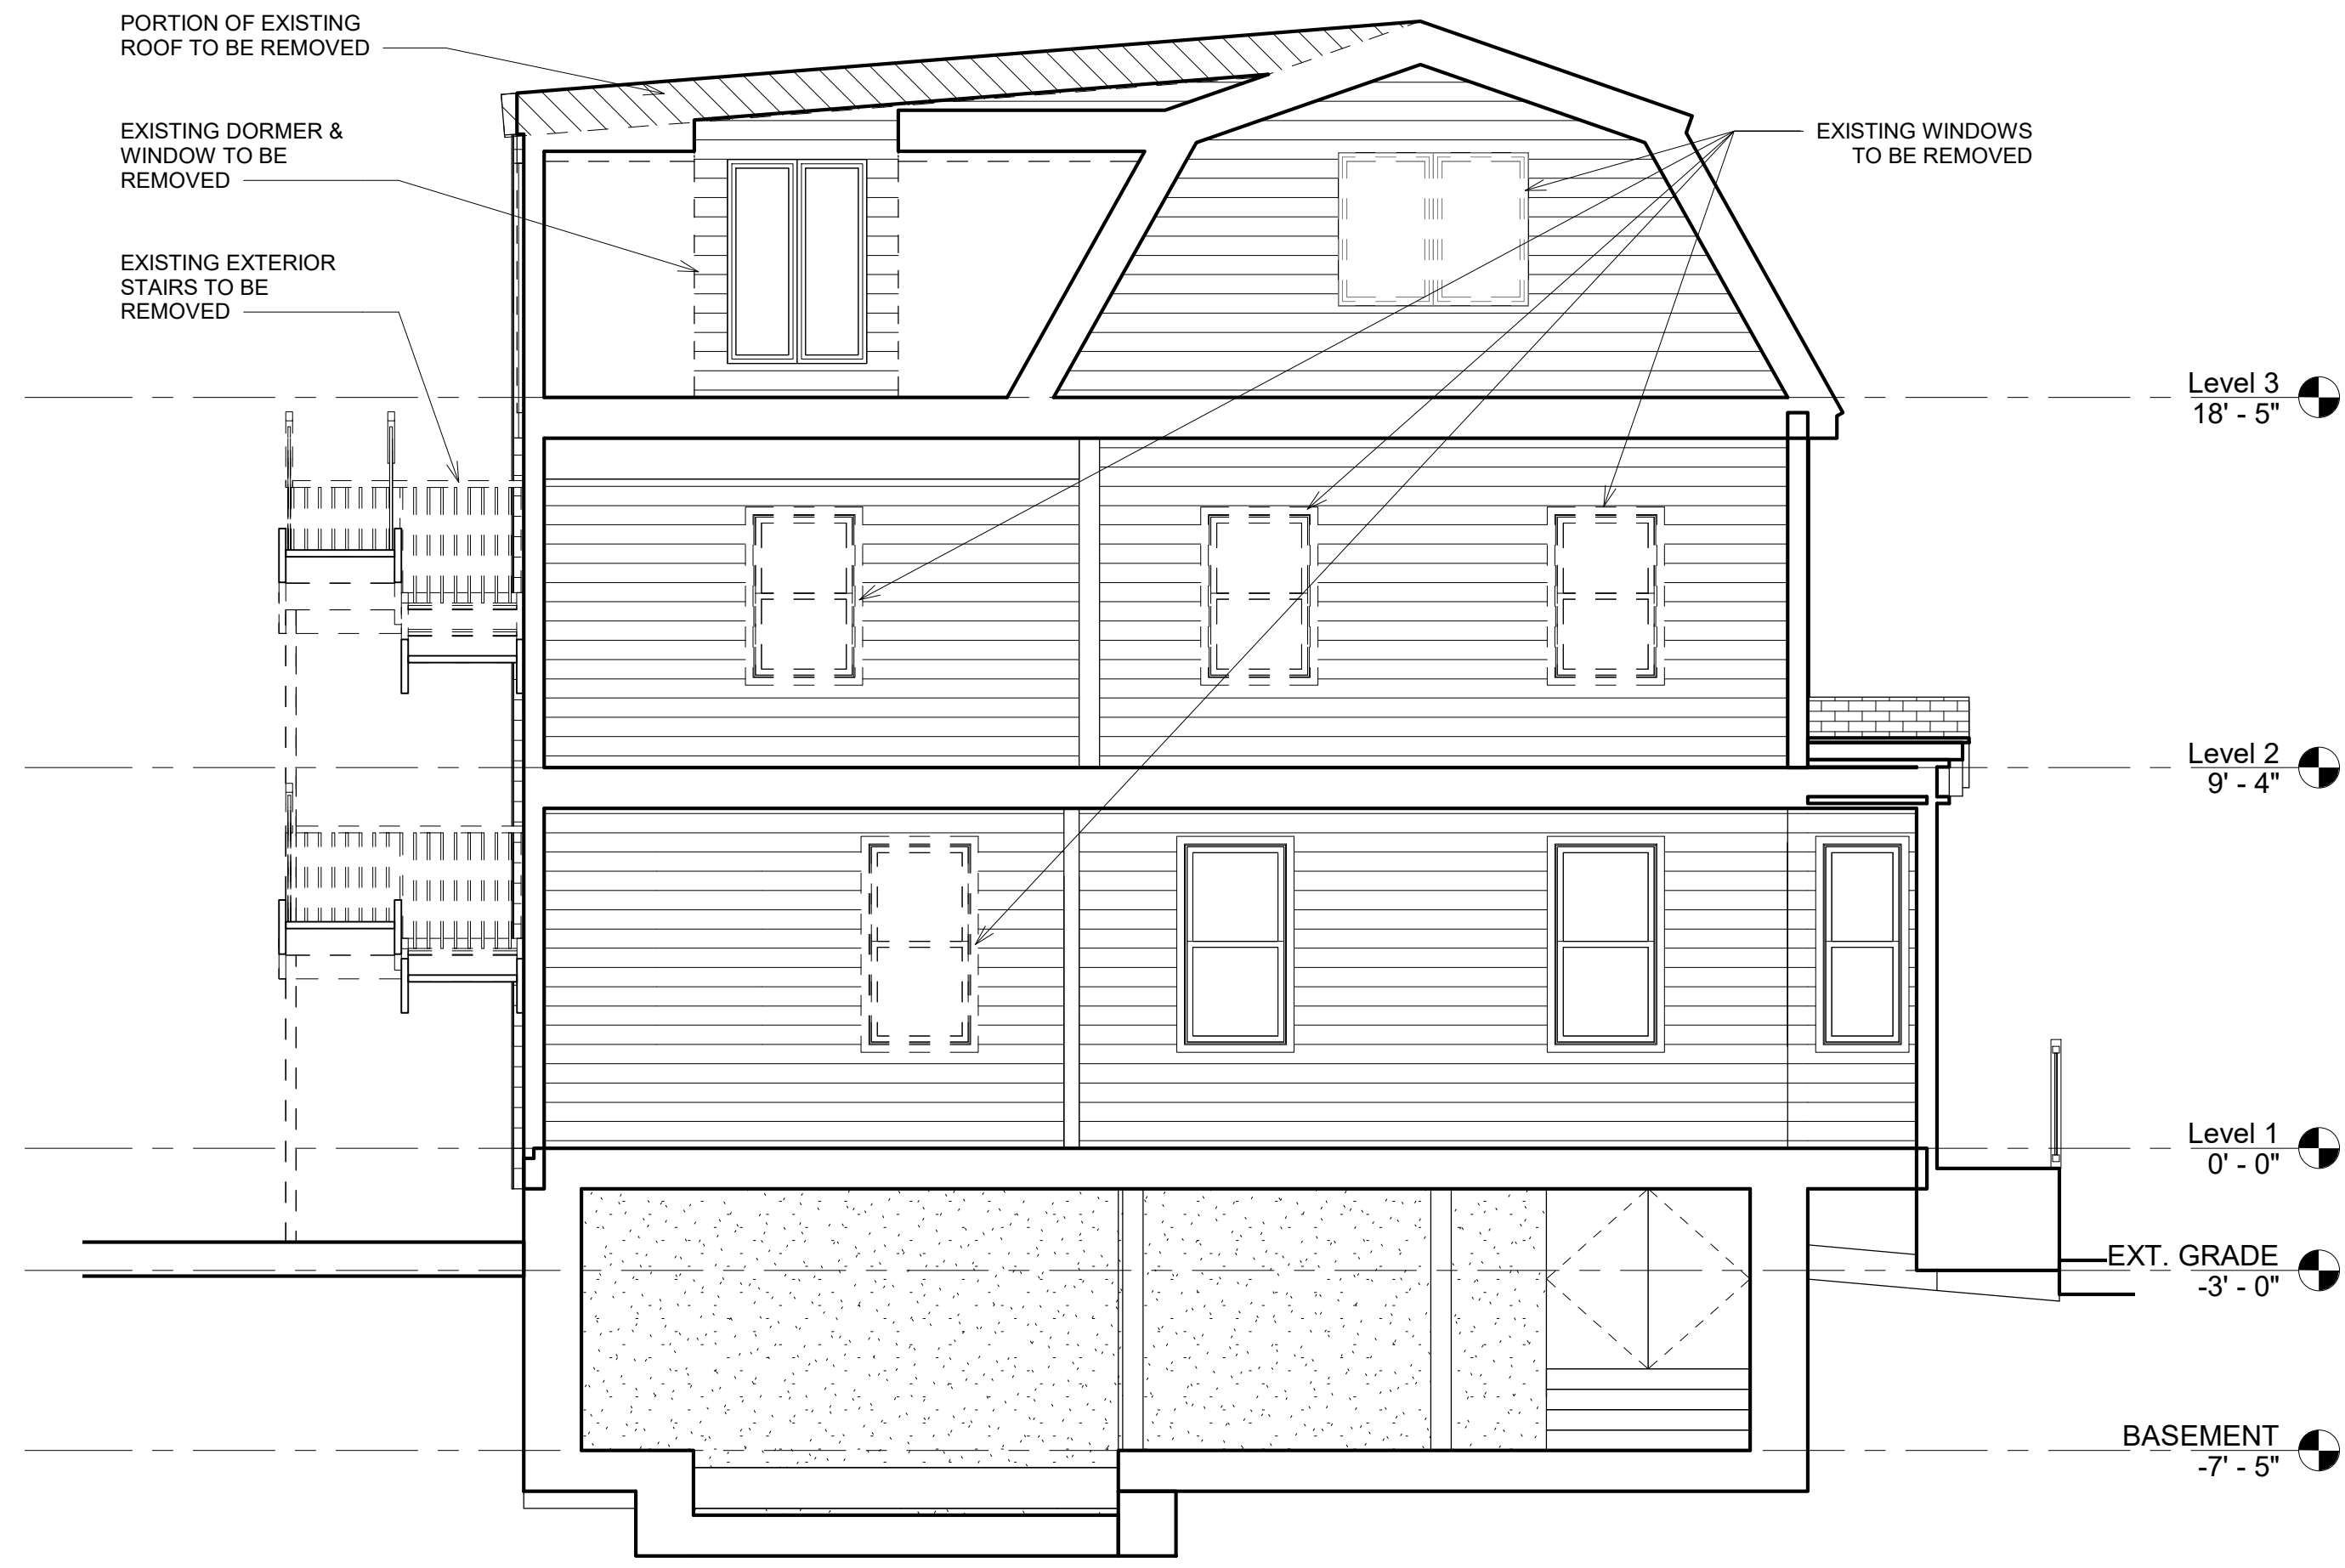 PORTION OF EXISTING
ROOF TO BE REMOVED
EXISTING DORMER &
WINDOW TO BE
REMOVED
EXISTING EXTERIOR
STAIRS TO BE
REMOVED
EXISTING WINDOWS
TO BE REMOVED
Level 3
18' - 5"
Level 2
9' - 4"
Level 1
0' - 0"
EXT. GRADE
-3' - 0"
BASEMENT
-7' - 5"